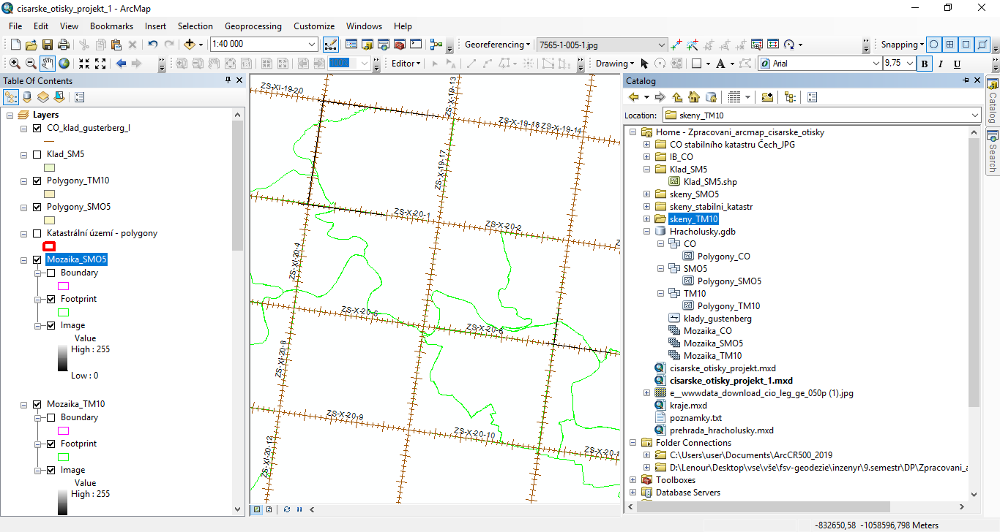 cisarske_otisky_projekt_1 - ArcMap
File Edit View Bookmarks Insert Selection Geoprocessing Customize Windows Help
1:40 000
Georeferencing
7565-1-005-1.jpg
Snapping
100%
Editor
Drawing
A
Arial
9,75
B I U
Table Of Contents
Layers
CO_klad_gusterberg_l
Klad_SM5
Polygony_TM10
Polygony_SMO5
Katastrální území - polygony
Mozaika_SMO5
Boundary
Footprint
Image
Value
High : 255
Low : 0
Mozaika_TM10
Boundary
Footprint
Image
Value
High : 255
ZS-XI-19-20
ZS-X-19-13
ZS-X-19-18
ZS-X-19-14
ZS-X-19-17
ZS-X-20-1
ZS-X-20-2
ZS-XI-20-4
ZS-X-20-5
ZS-X-20-6
ZS-XI-20-8
ZS-X-20-9
ZS-X-20-10
ZS-XI-20-12
ZS-X-20-1
Catalog
Location: skeny_TM10
Home - Zpracovani_arcmap_cisarske_otisky
CO stabilního katastru Čech_JPG
IB_CO
Klad_SM5
Klad_SM5.shp
skeny_SMO5
skeny_stabilni_katastr
skeny_TM10
Hracholusky.gdb
CO
Polygony_CO
SMO5
Polygony_SMO5
TM10
Polygony_TM10
klady_gustenberg
Mozaika_CO
Mozaika_SMO5
Mozaika_TM10
cisarske_otisky_projekt.mxd
cisarske_otisky_projekt_1.mxd
e__wwwdata_download_cio_leg_ge_050p (1).jpg
kraje.mxd
poznamky.txt
prehrada_hracholusky.mxd
Folder Connections
C:\Users\user\Documents\ArcCR500_2019
D:\Lenour\Desktop\vse\vše\fsv-geodezie\inzenyr\9.semestr\DP\Zpracovani_a
Toolboxes
Database Servers
Catalog
Search
-832650,58 -1058596,798 Meters